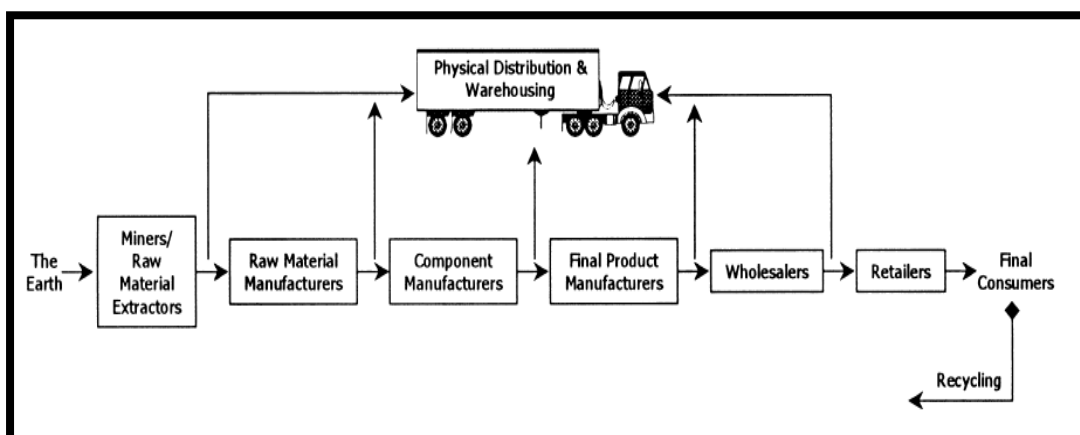 Physical Distribution &
Warehousing
The
Earth
Miners/
Raw
Material
Extractors
Raw Material
Manufacturers
Component
Manufacturers
Final Product
Manufacturers
Wholesalers
Retailers
Final
Consumers
Recycling